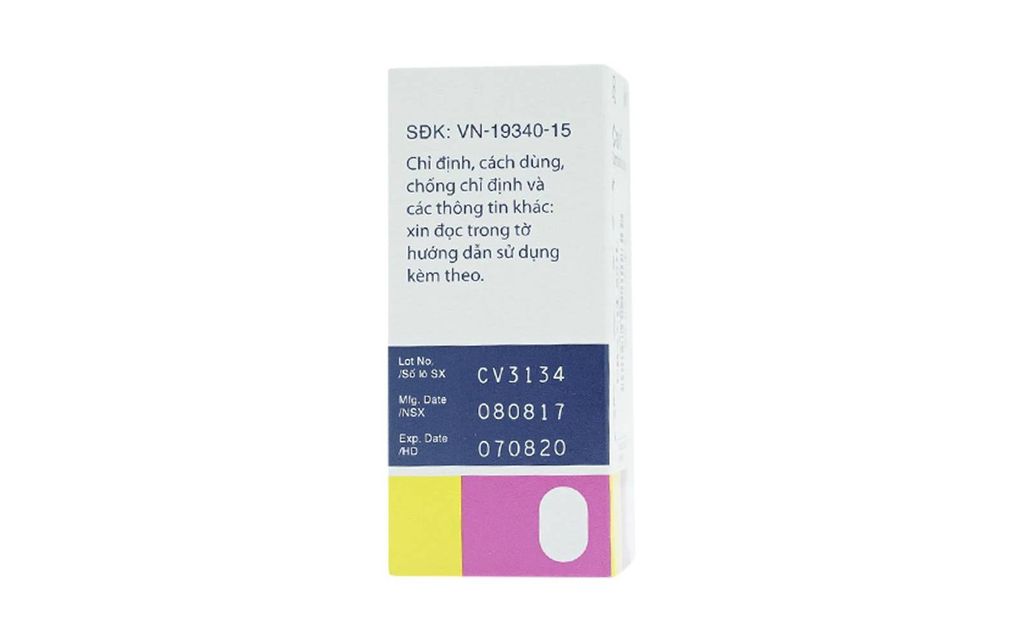 SĐK: VN-19340-15
Chỉ định, cách dùng,
chống chỉ định và
các thông tin khác:
xin đọc trong tờ
hướng dẫn sử dụng
kèm theo.
Lot No.
/Số lô SX CV3134
Mfg. Date
/NSX 080817
Exp. Date
/HD 070820